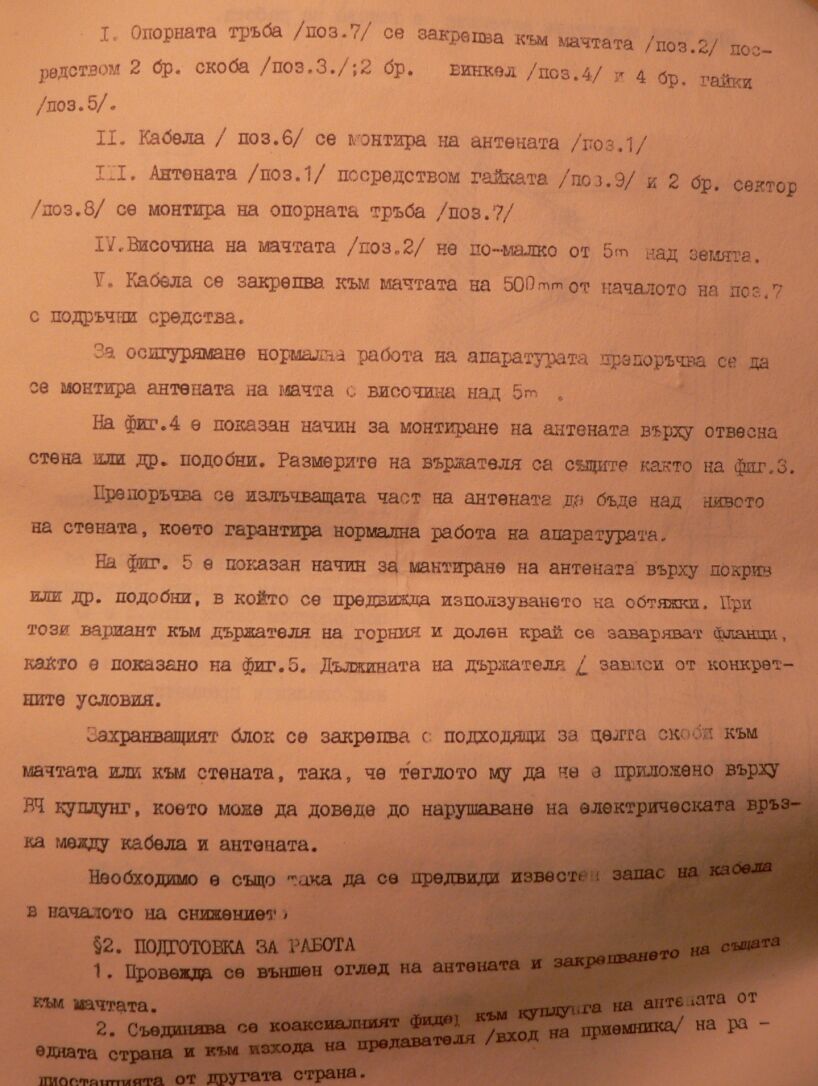 I. Опорната тръба /поз.7/ се закрепва към мачтата /поз.2/ пос-
редством 2 бр. скоба /поз.3./;2 бр. винкел /поз.4/ и 4 бр. гайки
/поз.5/.
II. Кабела / поз.6/ се монтира на антената /поз.1/
III. Антената /поз.1/ посредством гайката /поз.9/ и 2 бр. сектор
/поз.8/ се монтира на опорната тръба /поз.7/
IV.Височина на мачтата /поз.2/ не по-малко от 5m над земята.
V. Кабела се закрепва към мачтата на 500mm от началото на поз.7
с подръчни средства.
За осигурямане нормална работа на апаратурата препоръчва се да
се монтира антената на мачта с височина над 5m .
На фиг.4 е показан начин за монтиране на антената върху отвесна
стена или др. подобни. Размерите на вържателя са същите както на фиг.3.
Препоръчва се излъчващата част на антената да бъде над нивото
на стената, което гарантира нормална работа на апаратурата.
На фиг. 5 е показан начин за мантиране на антената върху покрив
или др. подобни, в който се предвижда използуването на обтяжки. При
този вариант към държателя на горния и долен край се заваряват фланци,
както е показано на фиг.5. Дължината на държателя L зависи от конкрет-
ните условия.
Захранващият блок се закрепва с подходящи за целта скоби към
мачтата или към стената, така, че теглото му да не е приложено върху
ВЧ куплунг, което може да доведе до нарушаване на електрическата връз-
ка между кабела и антената.
Необходимо е също така да се предвиди известен запас на кабела
в началото на снижението
§2. ПОДГОТОВКА ЗА РАБОТА
1. Провежда се външен оглед на антената и закрепването на същата
към мачтата.
2. Съединява се коаксиалният фидер към куплунга на антената от
едната страна и към изхода на предавателя /вход на приемника/ на ра -
диостанцията от другата страна.